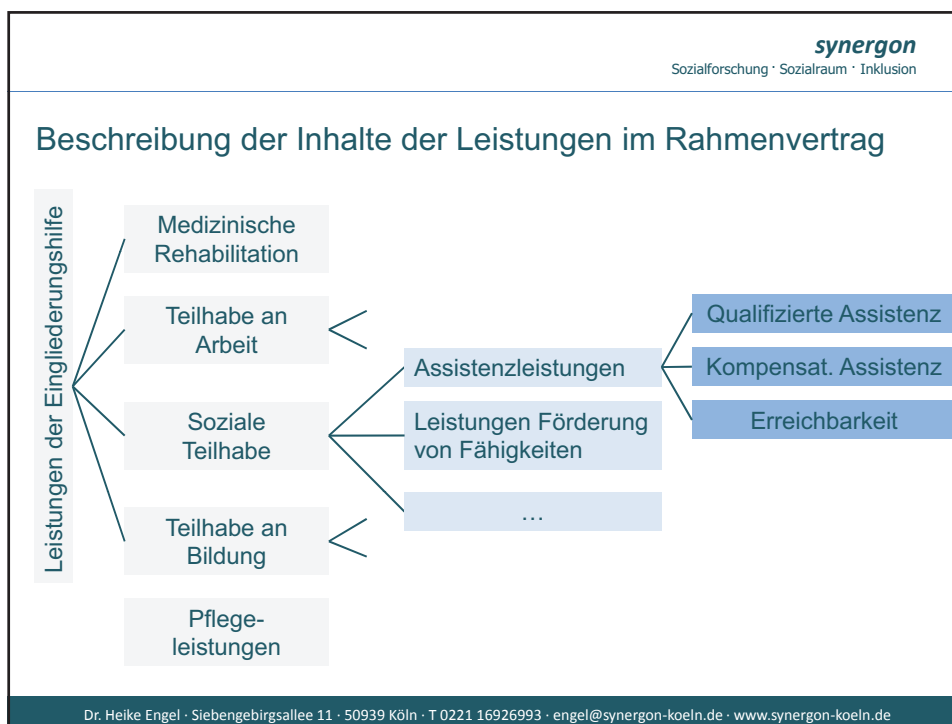 synergon
Sozialforschung · Sozialraum · Inklusion
Beschreibung der Inhalte der Leistungen im Rahmenvertrag
Leistungen der Eingliederungshilfe
Medizinische
Rehabilitation
Teilhabe an
Arbeit
Soziale
Teilhabe
Teilhabe an
Bildung
Pflege-
leistungen
Assistenzleistungen
Leistungen Förderung
von Fähigkeiten
…
Qualifizierte Assistenz
Kompensat. Assistenz
Erreichbarkeit
Dr. Heike Engel · Siebengebirgsallee 11 · 50939 Köln · T 0221 16926993 · engel@synergon-koeln.de · www.synergon-koeln.de